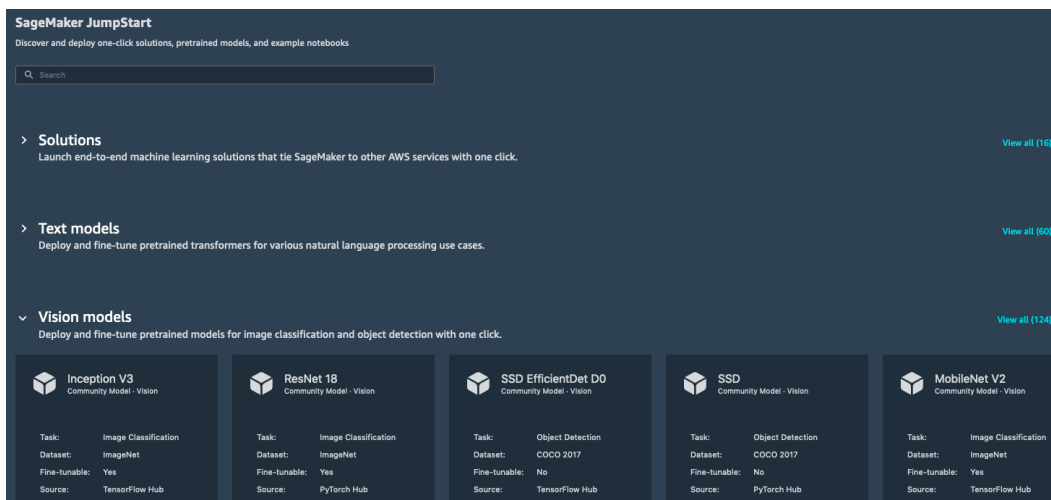 SageMaker JumpStart
Discover and deploy one-click solutions, pretrained models, and example notebooks
Search
Solutions
View all (16)
Launch end-to-end machine learning solutions that tie SageMaker to other AWS services with one click.
Text models
View all (60)
Deploy and fine-tune pretrained transformers for various natural language processing use cases.
Vision models
View all (124)
Deploy and fine-tune pretrained models for image classification and object detection with one click.
Inception V3
Community Model · Vision
Task: Image Classification
Dataset: ImageNet
Fine-tunable: Yes
Source: TensorFlow Hub
ResNet 18
Community Model · Vision
Task: Image Classification
Dataset: ImageNet
Fine-tunable: Yes
Source: PyTorch Hub
SSD EfficientDet D0
Community Model · Vision
Task: Object Detection
Dataset: COCO 2017
Fine-tunable: No
Source: TensorFlow Hub
SSD
Community Model · Vision
Task: Object Detection
Dataset: COCO 2017
Fine-tunable: No
Source: PyTorch Hub
MobileNet V2
Community Model · Vision
Task: Image Classification
Dataset: ImageNet
Fine-tunable: Yes
Source: TensorFlow Hub